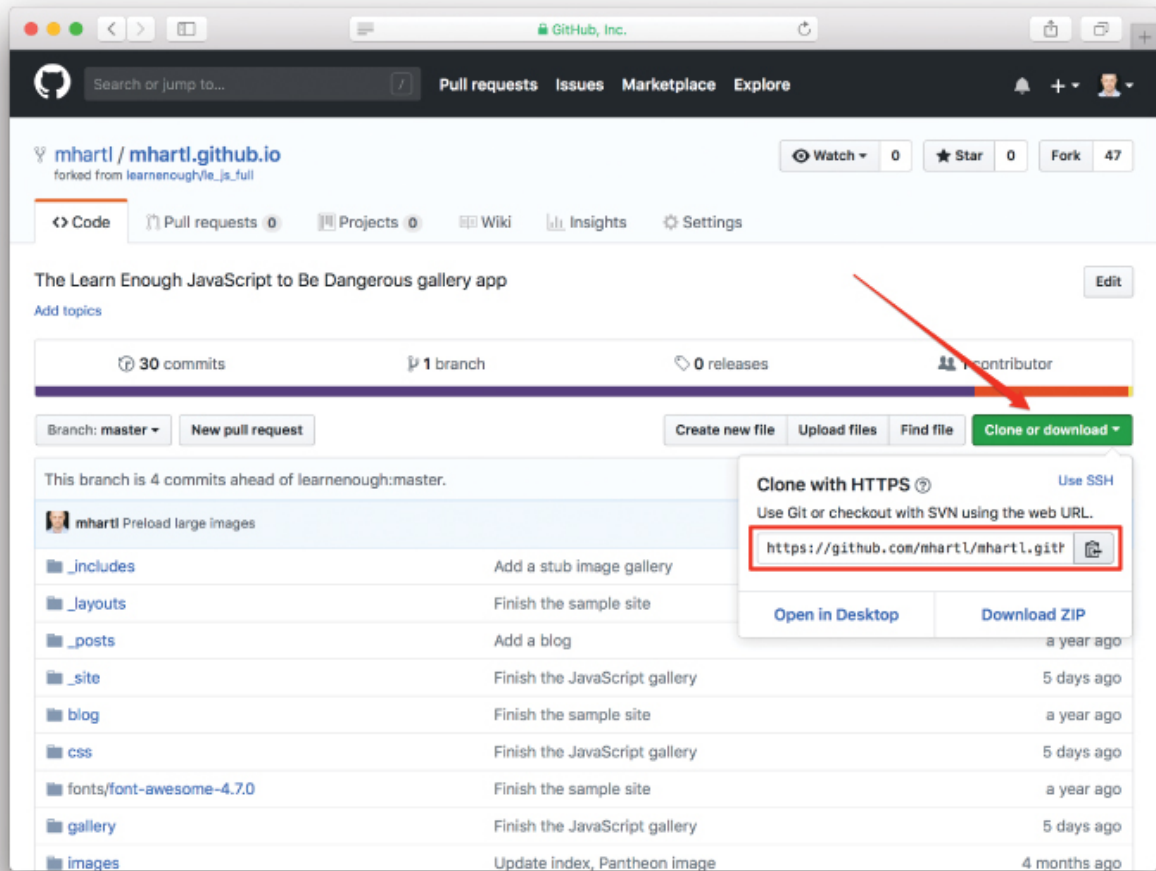 GitHub, Inc.
Search or jump to... / Pull requests Issues Marketplace Explore
mhartl / mhartl.github.io Watch 0 Star 0 Fork 47
forked from learnenough/le_js_full
Code Pull requests 0 Projects 0 Wiki Insights Settings
The Learn Enough JavaScript to Be Dangerous gallery app Edit
Add topics
30 commits 1 branch 0 releases 1 contributor
Branch: master New pull request Create new file Upload files Find file Clone or download
This branch is 4 commits ahead of learnenough:master.
mhartl Preload large images
Clone with HTTPS ? Use SSH
Use Git or checkout with SVN using the web URL.
https://github.com/mhartl/mhartl.gith
Open in Desktop Download ZIP
_includes Add a stub image gallery
_layouts Finish the sample site
_posts Add a blog a year ago
_site Finish the JavaScript gallery 5 days ago
blog Finish the sample site a year ago
css Finish the JavaScript gallery 5 days ago
fonts/font-awesome-4.7.0 Finish the sample site a year ago
gallery Finish the JavaScript gallery 5 days ago
images Update index, Pantheon image 4 months ago